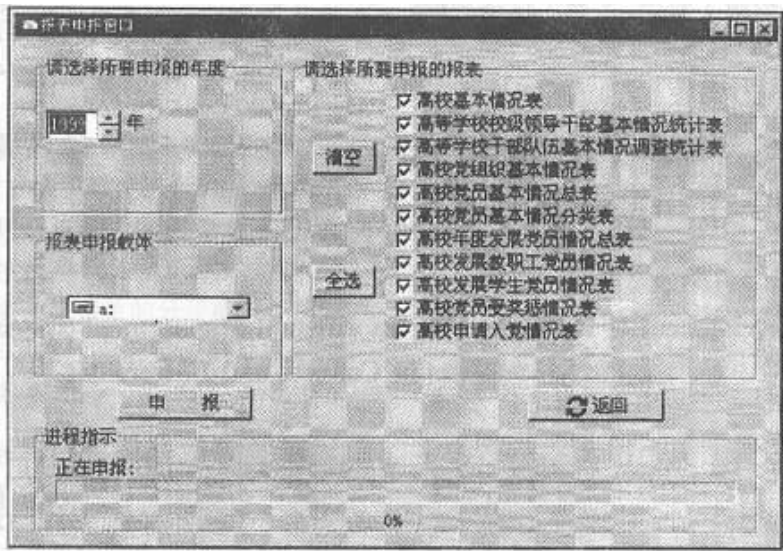 报表申报窗口
请选择所要申报的年度
年
报表申报载体
a:
请选择所要申报的报表
清空
全选
高校基本情况表
高等学校校级领导干部基本情况统计表
高等学校干部队伍基本情况调查统计表
高校党组织基本情况表
高校党员基本情况总表
高校党员基本情况分类表
高校年度发展党员情况总表
高校发展教职工党员情况表
高校发展学生党员情况表
高校党员受奖惩情况表
高校申请入党情况表
申 报
返回
进程指示
正在申报:
0%